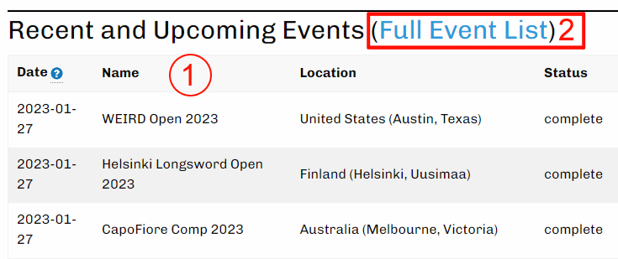 Recent and Upcoming Events (Full Event List) 2
Date ? Name 1 Location Status
2023-01-
27 WEIRD Open 2023 United States (Austin, Texas) complete
2023-01-
27 Helsinki Longsword Open
2023 Finland (Helsinki, Uusimaa) complete
2023-01-
27 CapoFiore Comp 2023 Australia (Melbourne, Victoria) complete